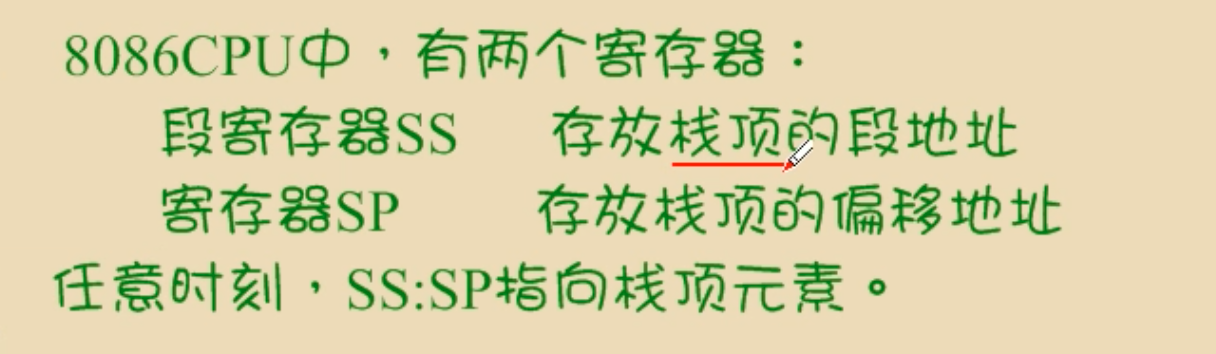 8086CPU中，有两个寄存器：
段寄存器SS 存放栈顶的段地址
寄存器SP 存放栈顶的偏移地址
任意时刻，SS:SP指向栈顶元素。